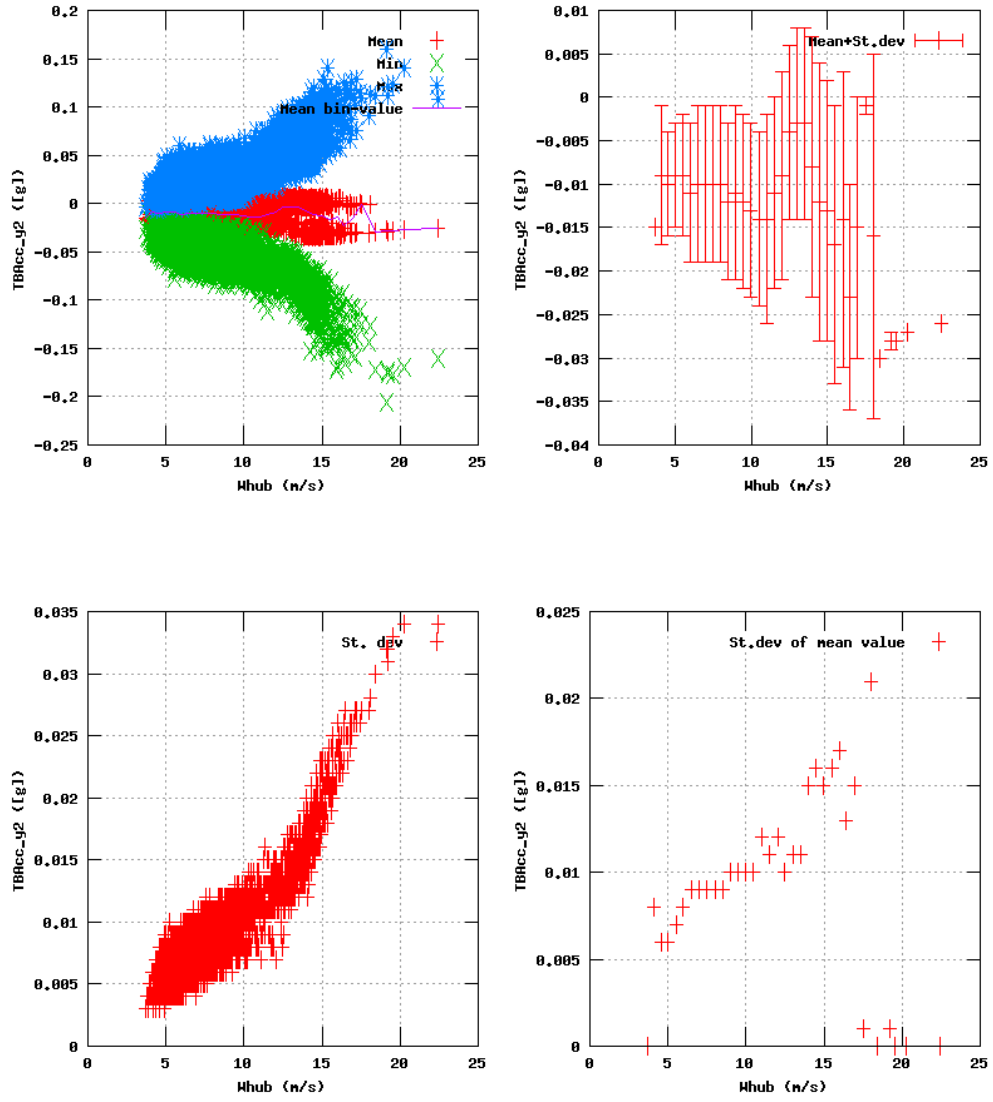 0.2
0.15
0.1
0.05
0
-0.05
-0.1
-0.15
-0.2
-0.25
TBAcc_y2 ([g])
Mean
Min
Max
Mean bin-value
0 5 10 15 20 25
Whub (m/s)
0.01
0.005
0
-0.005
-0.01
-0.015
-0.02
-0.025
-0.03
-0.035
-0.04
TBAcc_y2 ([g])
Mean+St.dev
0 5 10 15 20 25
Whub (m/s)
0.035
0.03
0.025
0.02
0.015
0.01
0.005
0
TBAcc_y2 ([g])
St. dev
0 5 10 15 20 25
Whub (m/s)
0.025
0.02
0.015
0.01
0.005
0
TBAcc_y2 ([g])
St.dev of mean value
0 5 10 15 20 25
Whub (m/s)